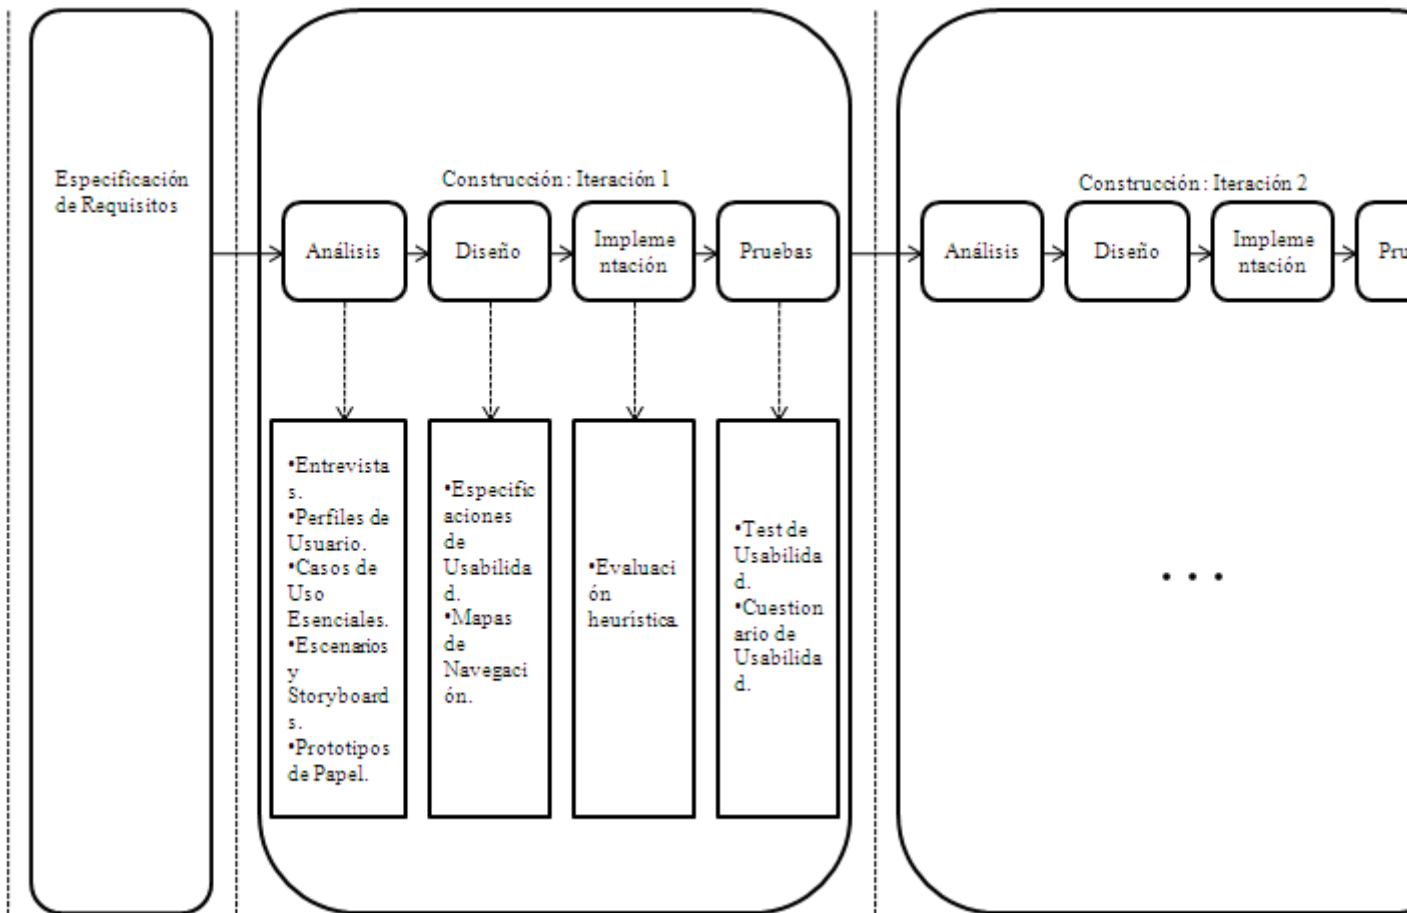 Especificación
de Requisitos
Construcción : Iteración 1
Análisis
Diseño
Impleme
ntación
Pruebas
•Entrevista
s.
•Perfiles de
Usuario.
•Casos de
Uso
Esenciales.
•Escenarios
y
Storyboard
s.
•Prototipos
de Papel.
•Especific
aciones
de
Usabilida
d.
•Mapas
de
Navegaci
ón.
•Evaluaci
ón
heurística.
•Test de
Usabilida
d.
•Cuestion
ario de
Usabilida
d.
Construcción : Iteración 2
Análisis
Diseño
Impleme
ntación
Pru
• • •